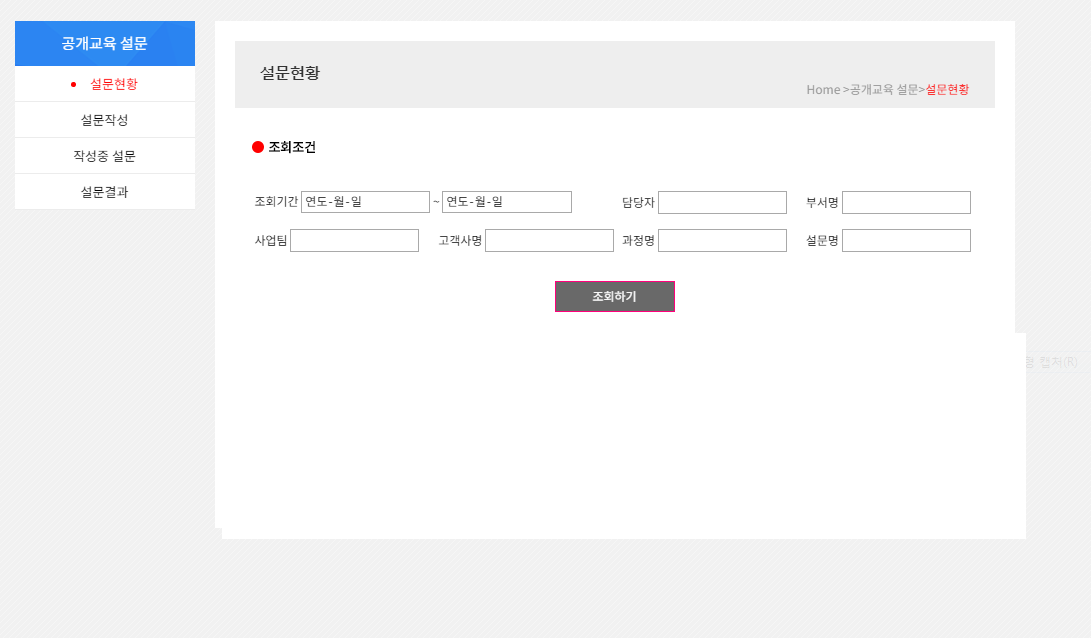 공개교육 설문
설문현황
설문작성
작성중 설문
설문결과
설문현황
Home >공개교육 설문>설문현황
조회조건
조회기간 연도-월-일 ~ 연도-월-일 담당자 부서명
사업팀 고객사명 과정명 설문명
조회하기
형 캡처(R)